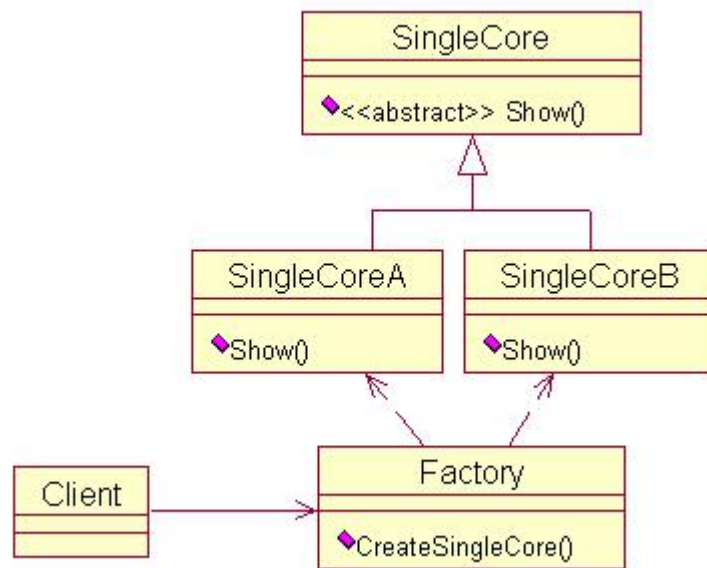 SingleCore
<<abstract>> Show()
SingleCoreA
SingleCoreB
Show()
Show()
Factory
Client
CreateSingleCore()